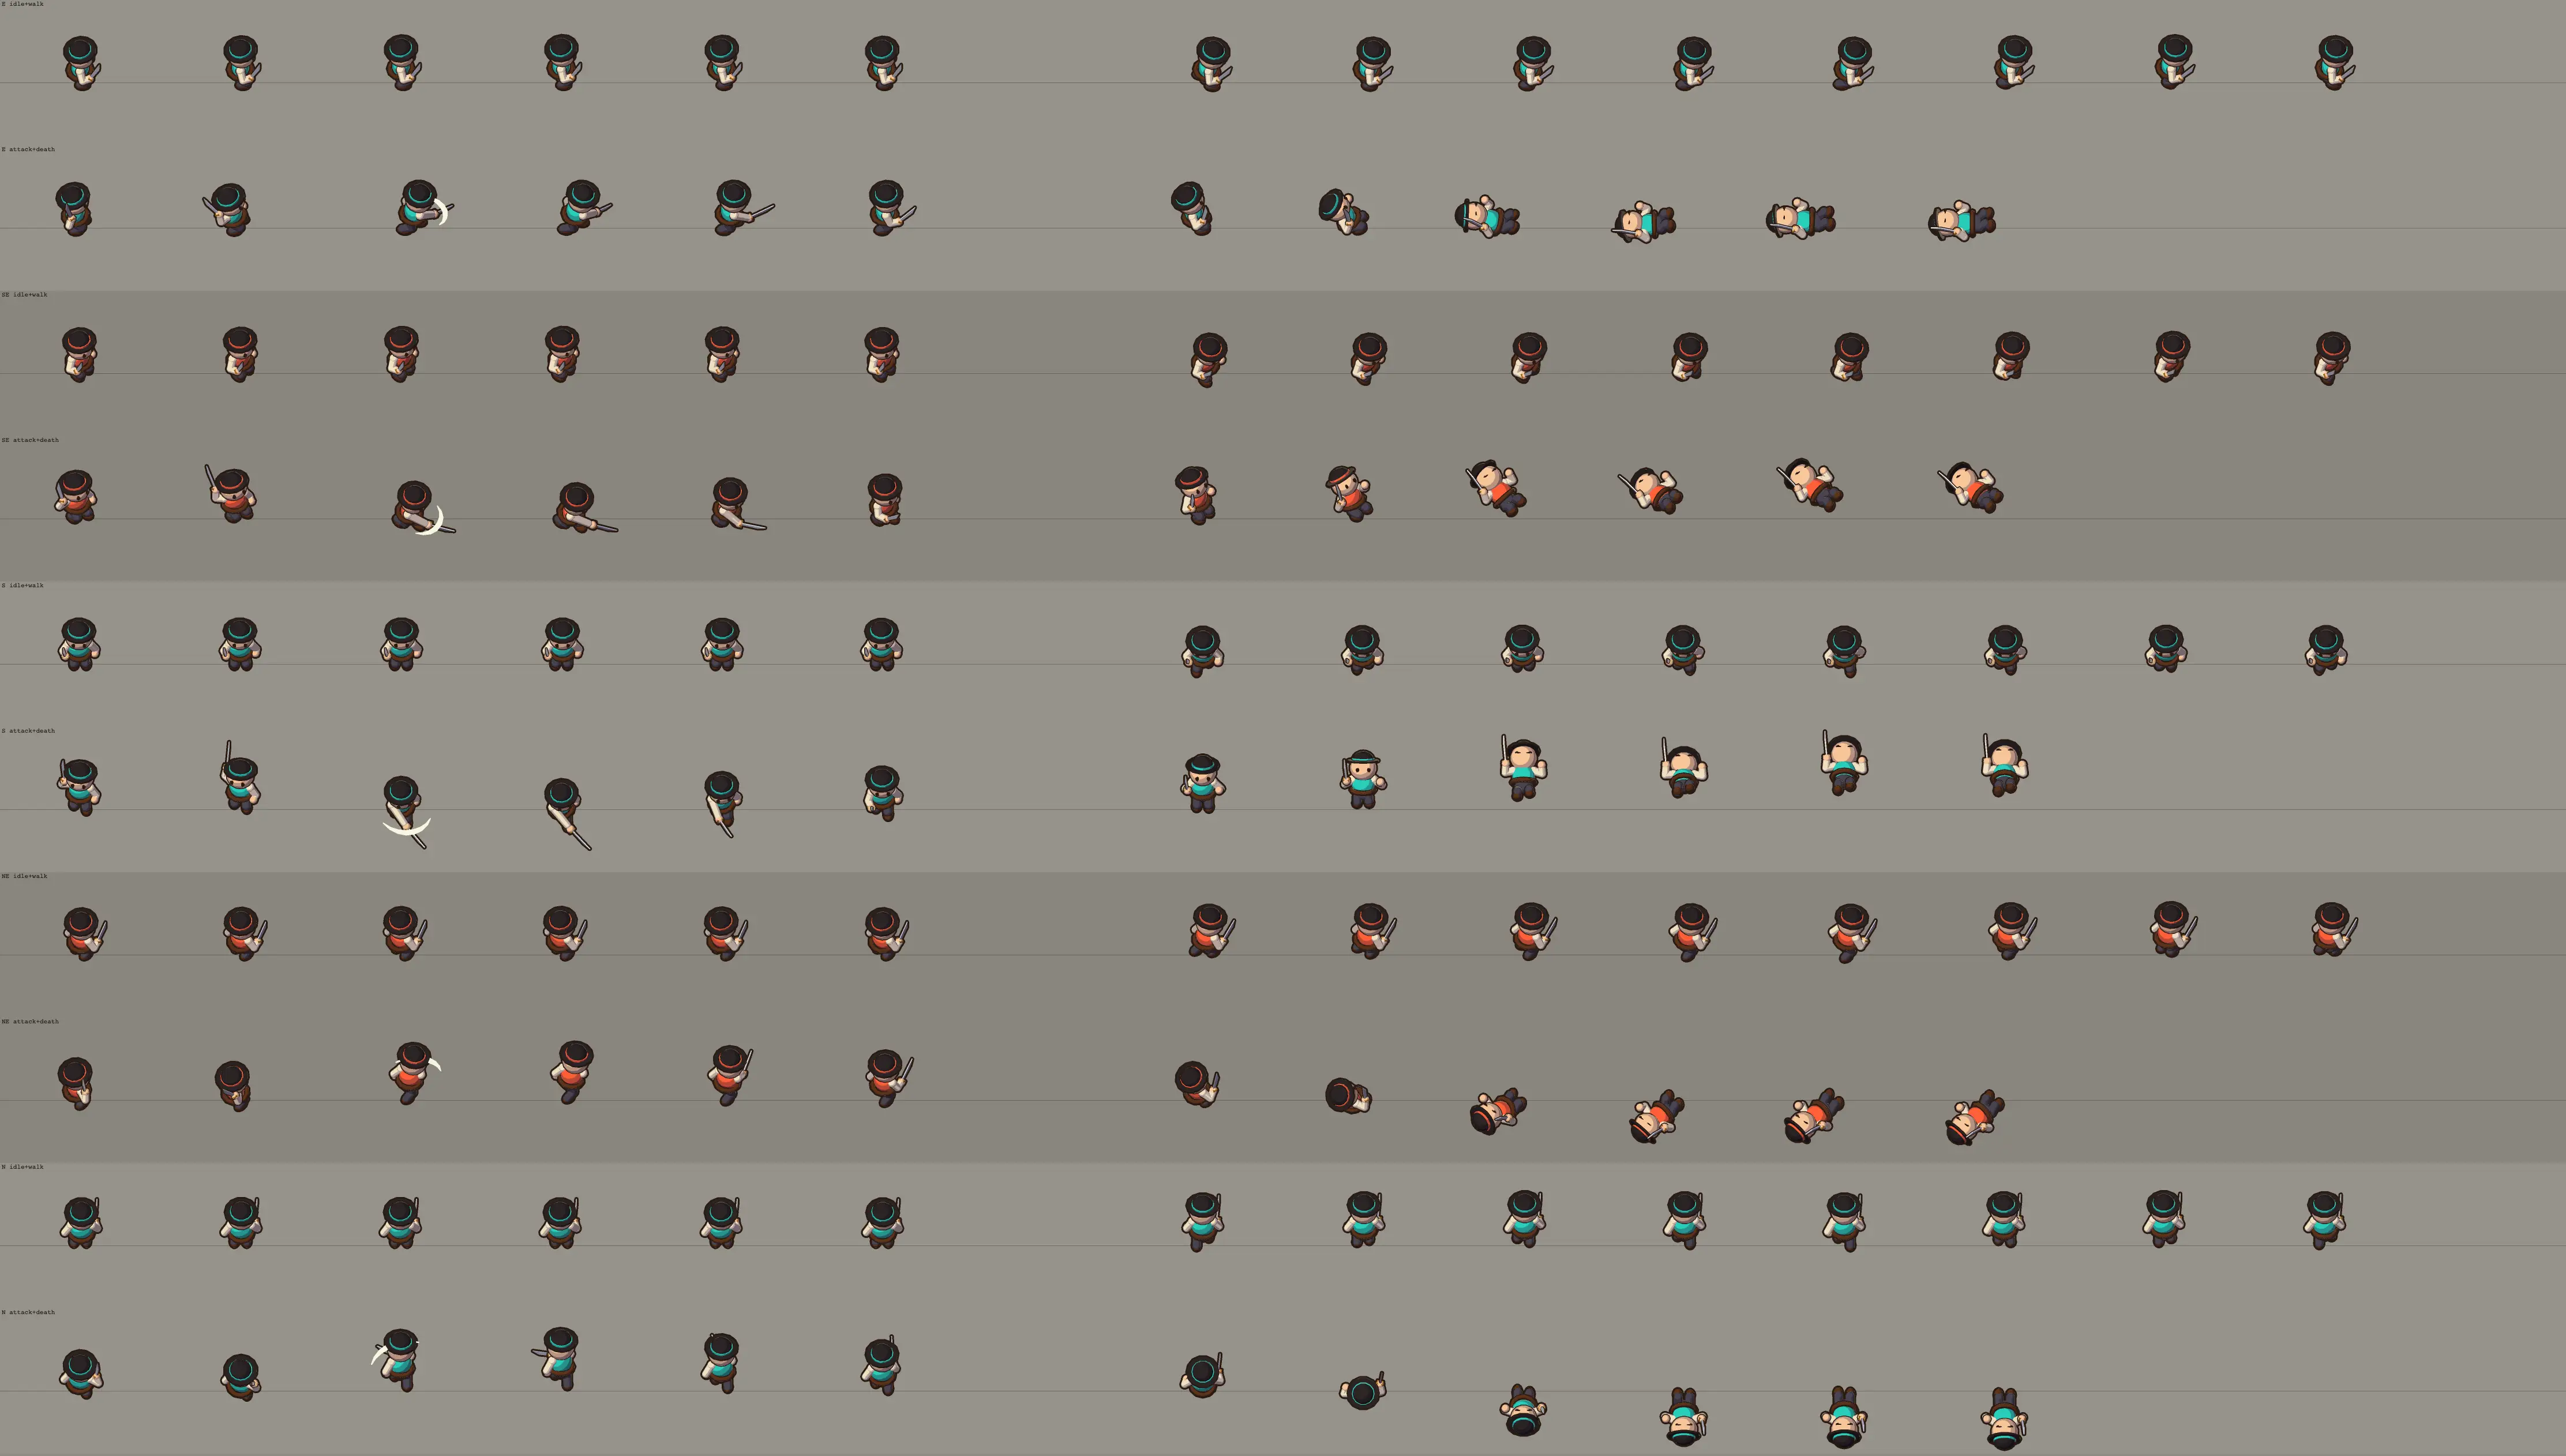 E idle+walk
E attack+death
SE idle+walk
SE attack+death
S idle+walk
S attack+death
NE idle+walk
NE attack+death
N idle+walk
N attack+death